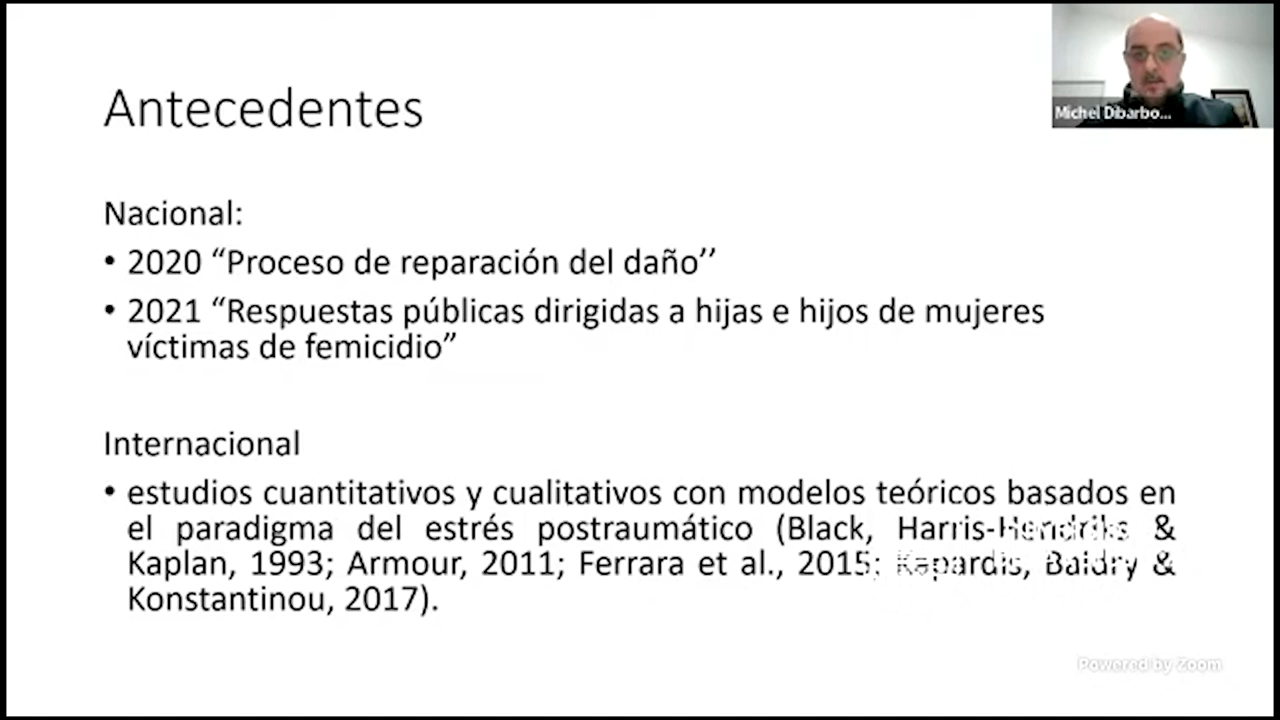 Antecedentes
Michel Dibarbo...
Nacional:
• 2020 “Proceso de reparación del daño’’
• 2021 “Respuestas públicas dirigidas a hijas e hijos de mujeres
víctimas de femicidio”
Internacional
• estudios cuantitativos y cualitativos con modelos teóricos basados en
el paradigma del estrés postraumático (Black, Harris-Hendriks &
Kaplan, 1993; Armour, 2011; Ferrara et al., 2015; Kapardis, Baldry &
Konstantinou, 2017).
Powered by Zoom